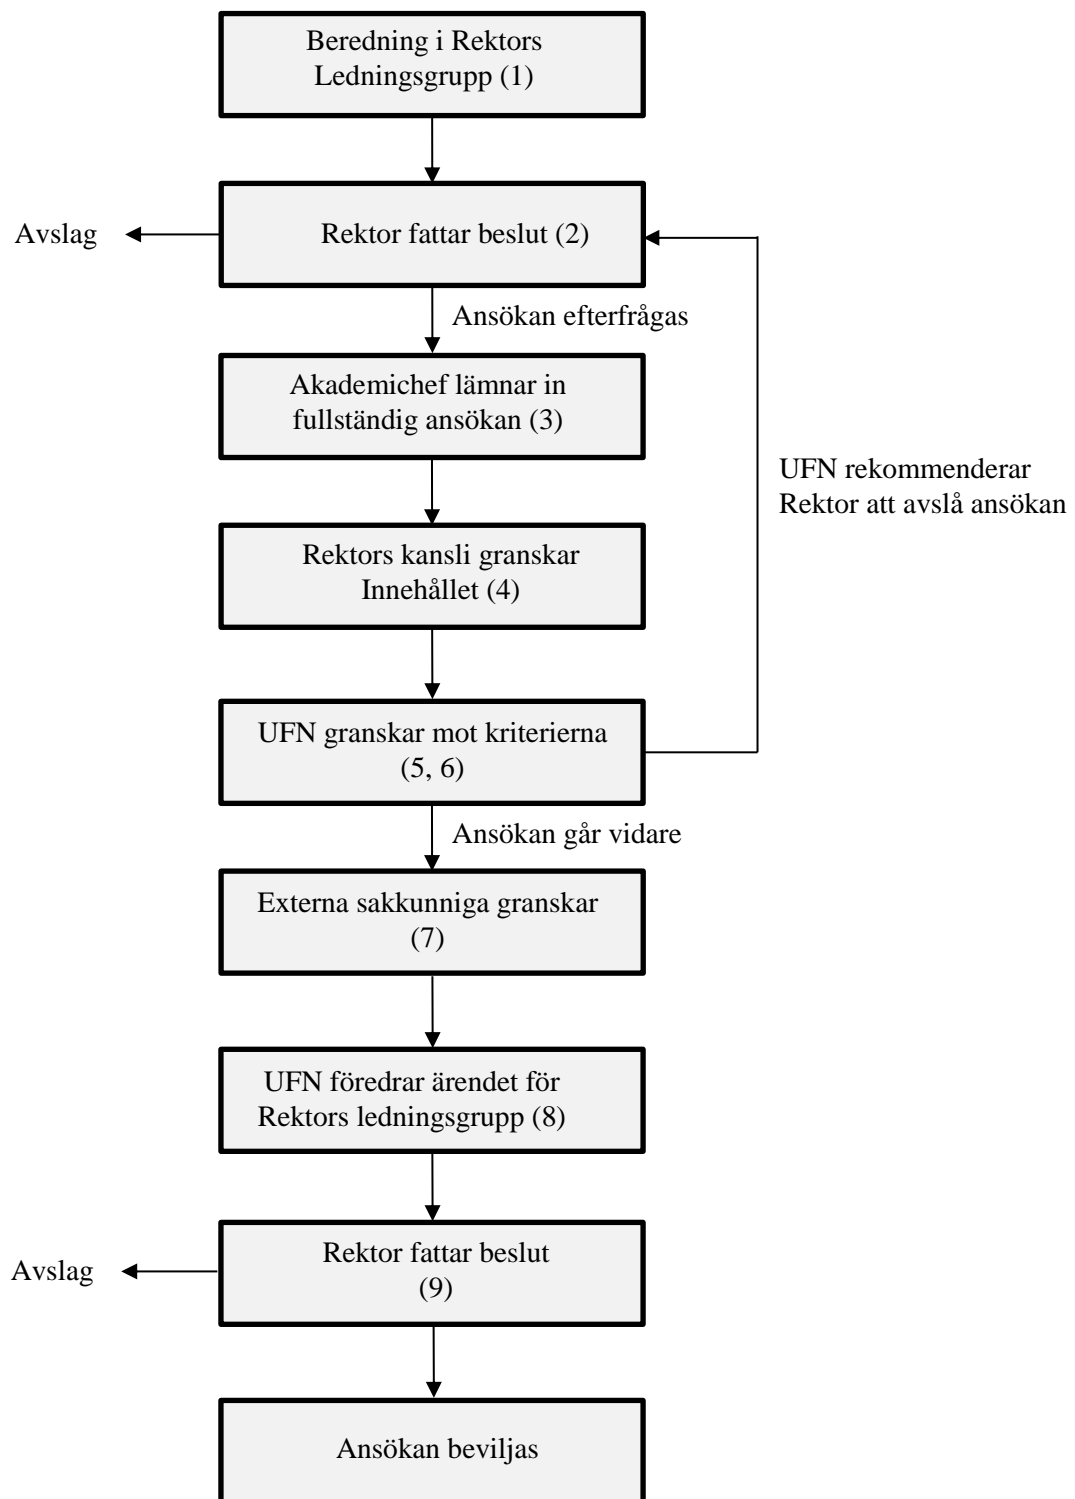 Beredning i Rektors
Ledningsgrupp (1)
Avslag
Rektor fattar beslut (2)
Ansökan efterfrågas
Akademichef lämnar in
fullständig ansökan (3)
UFN rekommenderar
Rektor att avslå ansökan
Rektors kansli granskar
Innehållet (4)
UFN granskar mot kriterierna
(5, 6)
Ansökan går vidare
Externa sakkunniga granskar
(7)
UFN föredrar ärendet för
Rektors ledningsgrupp (8)
Rektor fattar beslut
(9)
Avslag
Ansökan beviljas